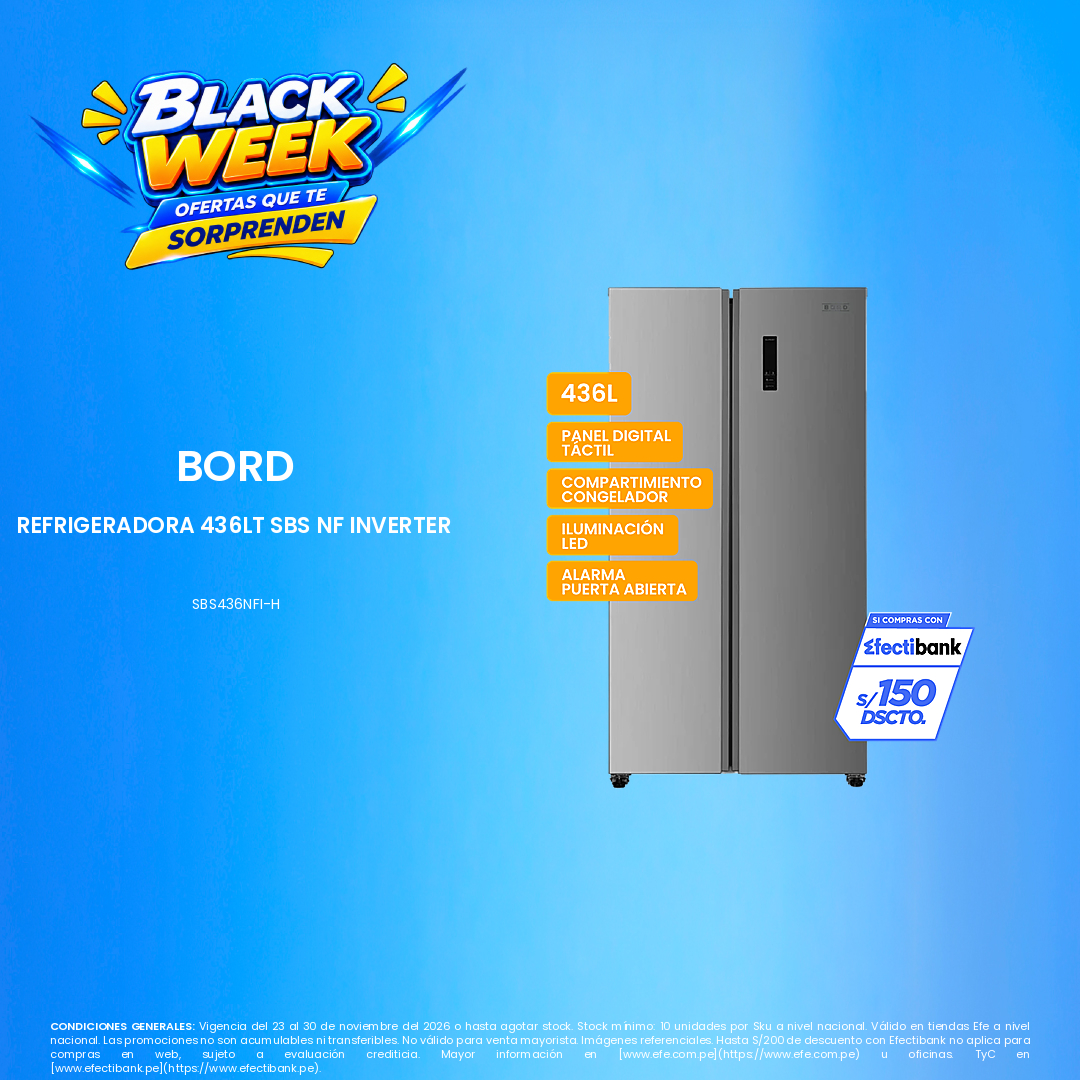 BLACK
WEEK
OFERTAS QUE TE
SORPRENDEN
BORD
436L
PANEL DIGITAL
TÁCTIL
COMPARTIMIENTO
CONGELADOR
ILUMINACIÓN
LED
ALARMA
PUERTA ABIERTA
BORD
REFRIGERADORA 436LT SBS NF INVERTER
SBS436NFI-H
SI COMPRAS CON
Efectibank
S/150
DSCTO.
CONDICIONES GENERALES: Vigencia del 23 al 30 de noviembre del 2026 o hasta agotar stock. Stock mínimo: 10 unidades por Sku a nivel nacional. Válido en tiendas Efe a nivel
nacional. Las promociones no son acumulables ni transferibles. No válido para venta mayorista. Imágenes referenciales. Hasta S/200 de descuento con Efectibank no aplica para
compras en web, sujeto a evaluación crediticia. Mayor información en [www.efe.com.pe](https://www.efe.com.pe) u oficinas. TyC en
[www.efectibank.pe](https://www.efectibank.pe).